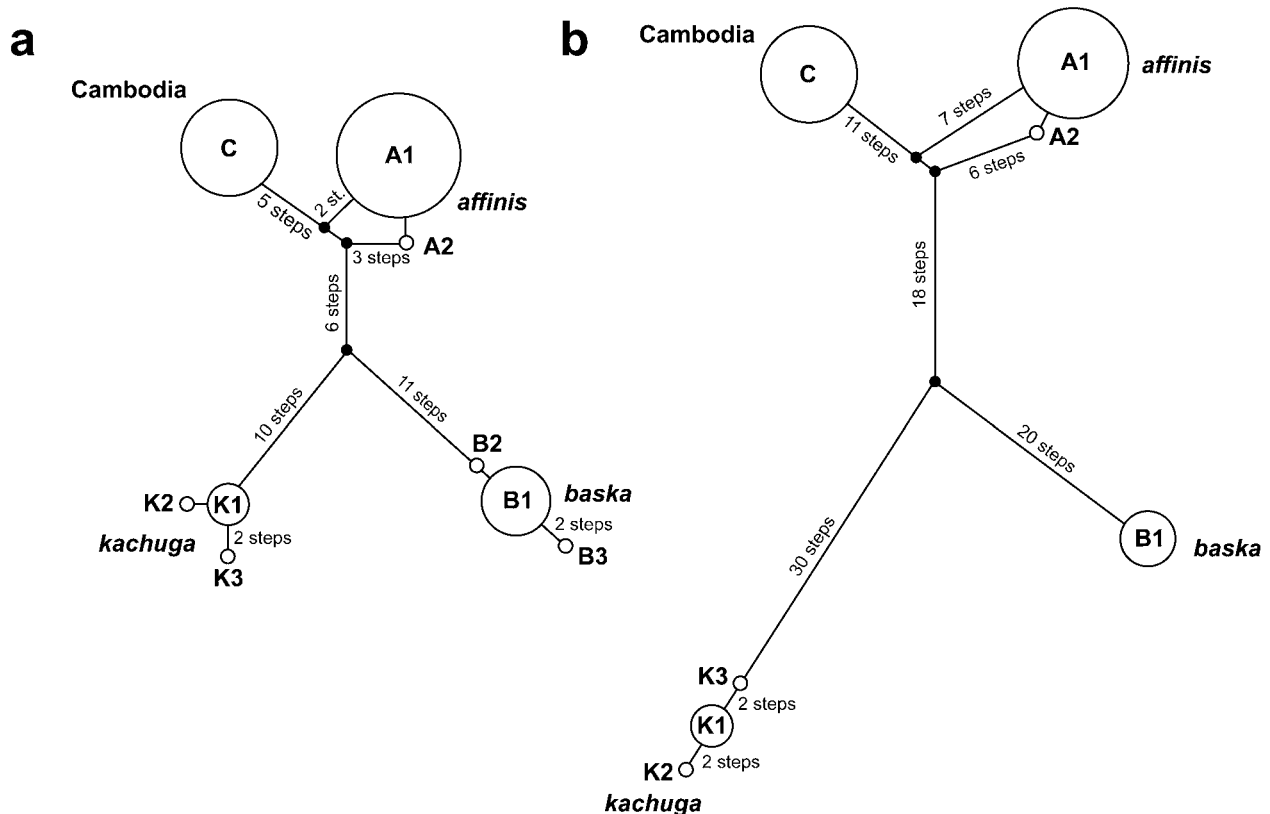 a
Cambodia
C
A1
affinis
5 steps
2 st.
3 steps
A2
6 steps
10 steps
11 steps
B2
B1
baska
2 steps
B3
K2
K1
kachuga
2 steps
K3
b
Cambodia
C
A1
affinis
7 steps
11 steps
A2
6 steps
18 steps
20 steps
B1
baska
30 steps
K3
2 steps
K1
2 steps
K2
kachuga